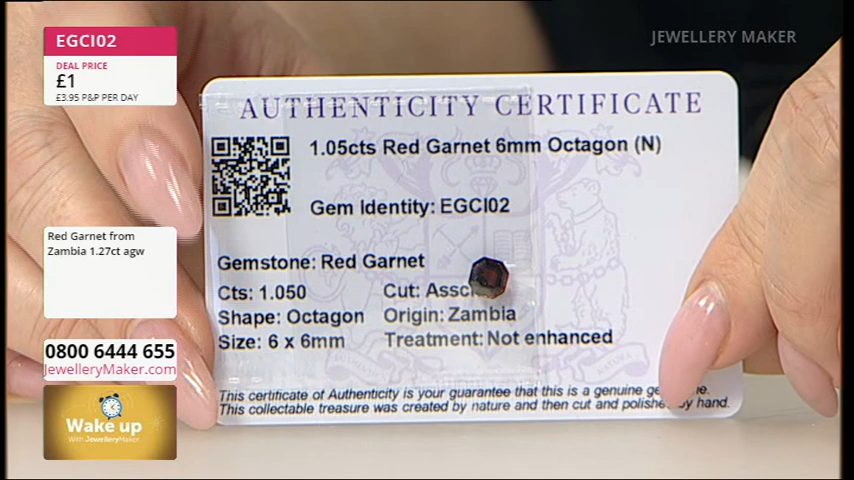 EGCI02
DEAL PRICE
£1
£3.95 P&P PER DAY
JEWELLERY MAKER
AUTHENTICITY CERTIFICATE
1.05cts Red Garnet 6mm Octagon (N)
Gem Identity: EGCI02
Gemstone: Red Garnet
Cts: 1.050
Cut:
Shape: Octagon
Origin: Zambia
Size: 6 x 6mm
Treatment: Not enhanced
This certificate of Authenticity is your guarantee that this is a genuine
This collectable treasure was created by nature and then cut and polished by hand.
Red Garnet from
Zambia 1.27ct agw
0800 6444 655
JewelleryMaker.com
Wake up
With JewelleryMaker